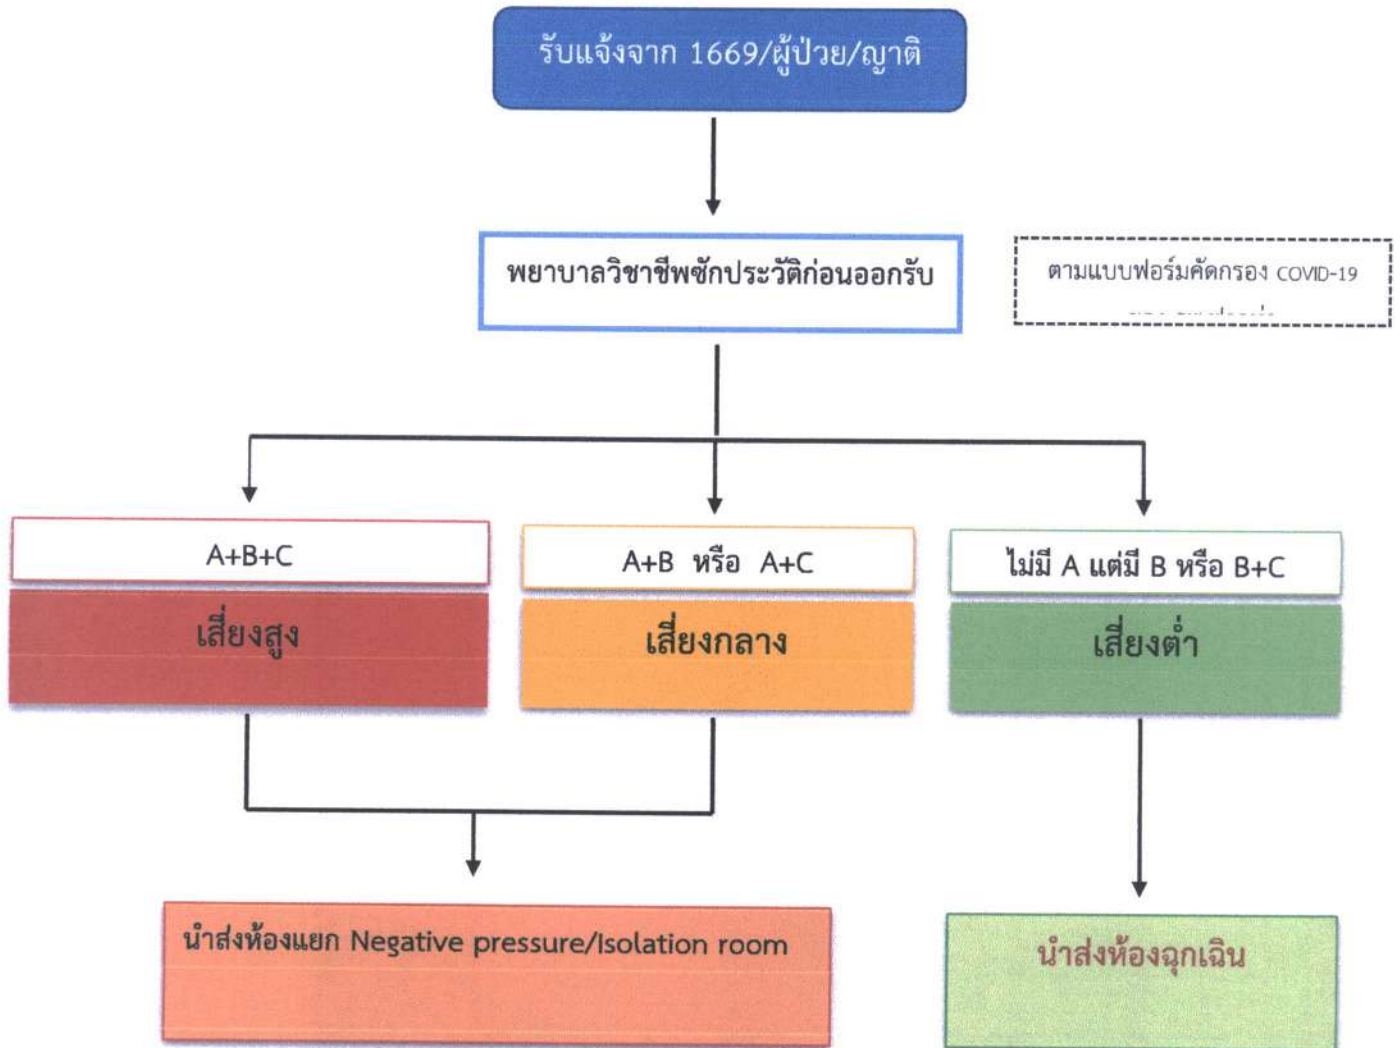 รับแจ้งจาก 1669/ผู้ป่วย/ญาติ
พยาบาลวิชาชีพซักประวัติก่อนออกรับ
ตามแบบฟอร์มคัดกรอง COVID-19
A+B+C
เสี่ยงสูง
A+B หรือ A+C
เสี่ยงกลาง
ไม่มี A แต่มี B หรือ B+C
เสี่ยงต่ำ
นำส่งห้องแยก Negative pressure/Isolation room
นำส่งห้องฉุกเฉิน